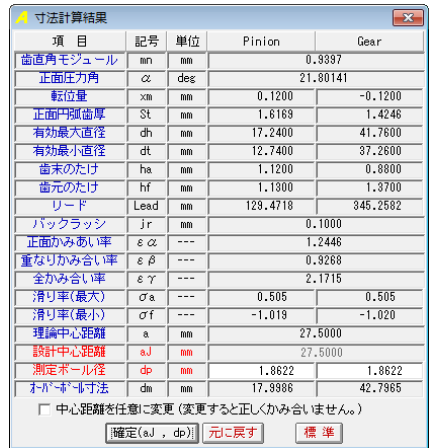 寸法計算結果
項 目 記号 単位 Pinion Gear
歯直角モジュール mn mm 0.9397
正面圧力角 α deg 21.80141
転位量 xm mm 0.1200 -0.1200
正面円弧歯厚 St mm 1.6169 1.4246
有効最大直径 dh mm 17.2400 41.7600
有効最小直径 dt mm 12.7400 37.2600
歯末のたけ ha mm 1.1200 0.8800
歯元のたけ hf mm 1.1300 1.3700
リード Lead mm 129.4718 345.2582
バックラッシ jr mm 0.1000
正面かみあい率 εα --- 1.2446
重なりかみ合い率 εβ --- 0.9268
全かみ合い率 εγ --- 2.1715
滑り率(最大) σa --- 0.505 0.505
滑り率(最小) σf --- -1.019 -1.020
理論中心距離 a mm 27.5000
設計中心距離 aJ mm 27.5000
測定ボール径 dp mm 1.8622 1.8622
オーバーボール寸法 dm mm 17.9986 42.7965
中心距離を任意に変更 (変更すると正しくかみ合いません。)
確定(aJ , dp) 元に戻す 標 準